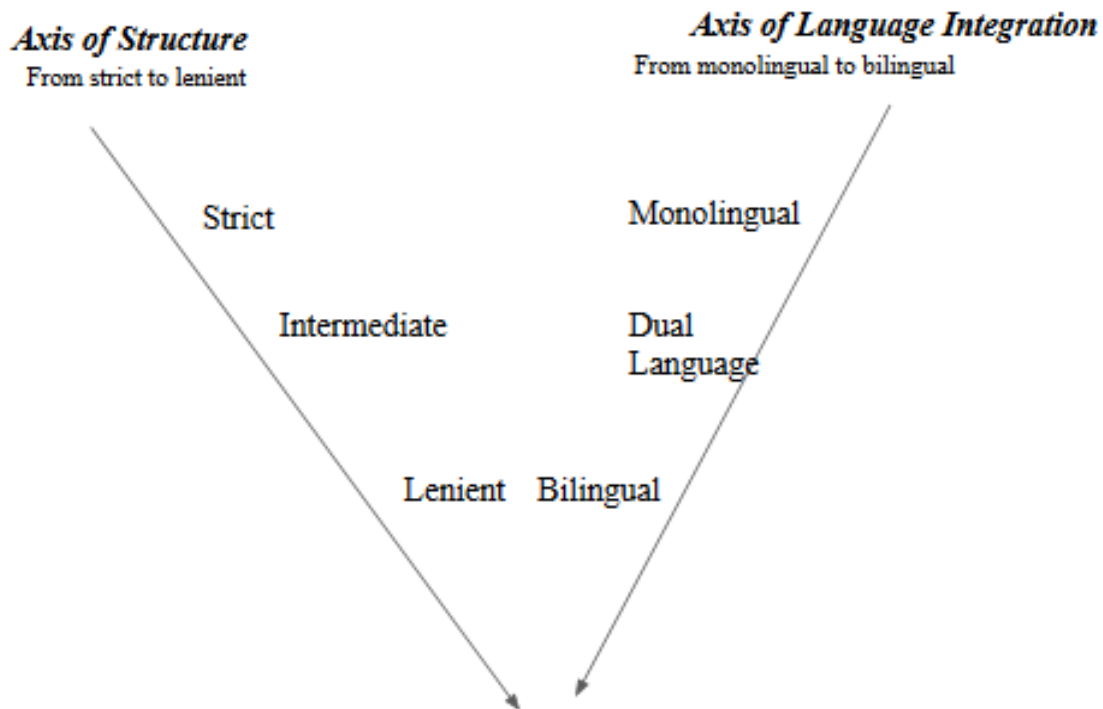 Axis of Structure
From strict to lenient
Axis of Language Integration
From monolingual to bilingual
Strict
Monolingual
Intermediate
Dual
Language
Lenient
Bilingual